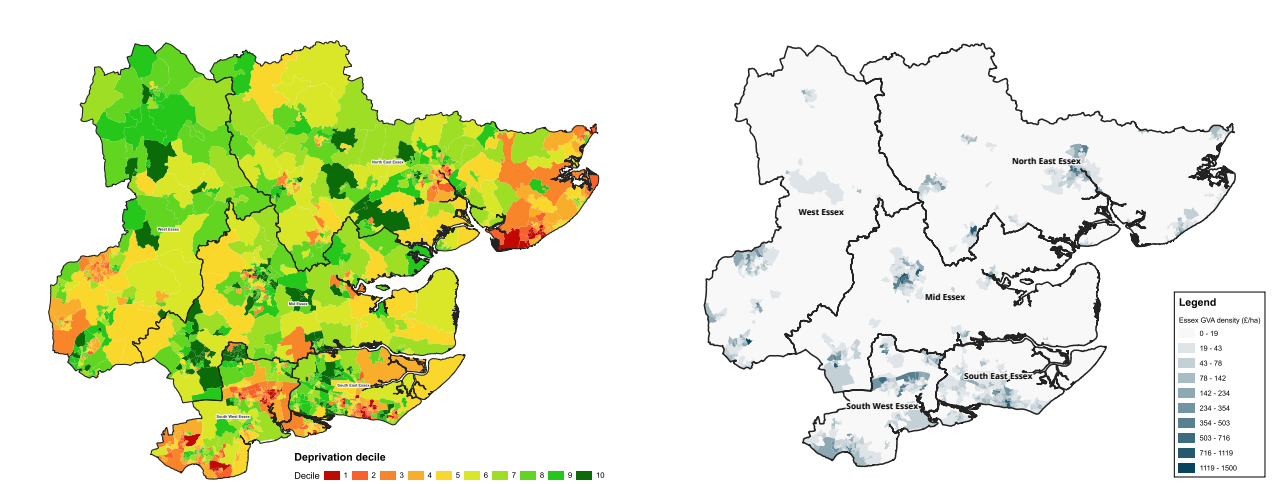 North East Essex
West Essex
Mid Essex
South East Essex
South West Essex
Deprivation decile
Decile 1 2 3 4 5 6 7 8 9 10
North East Essex
West Essex
Mid Essex
South East Essex
South West Essex
Legend
Essex GVA density (£/ha)
0 - 19
19 - 43
43 - 78
78 - 142
142 - 234
234 - 354
354 - 503
503 - 716
716 - 1119
1119 - 1500